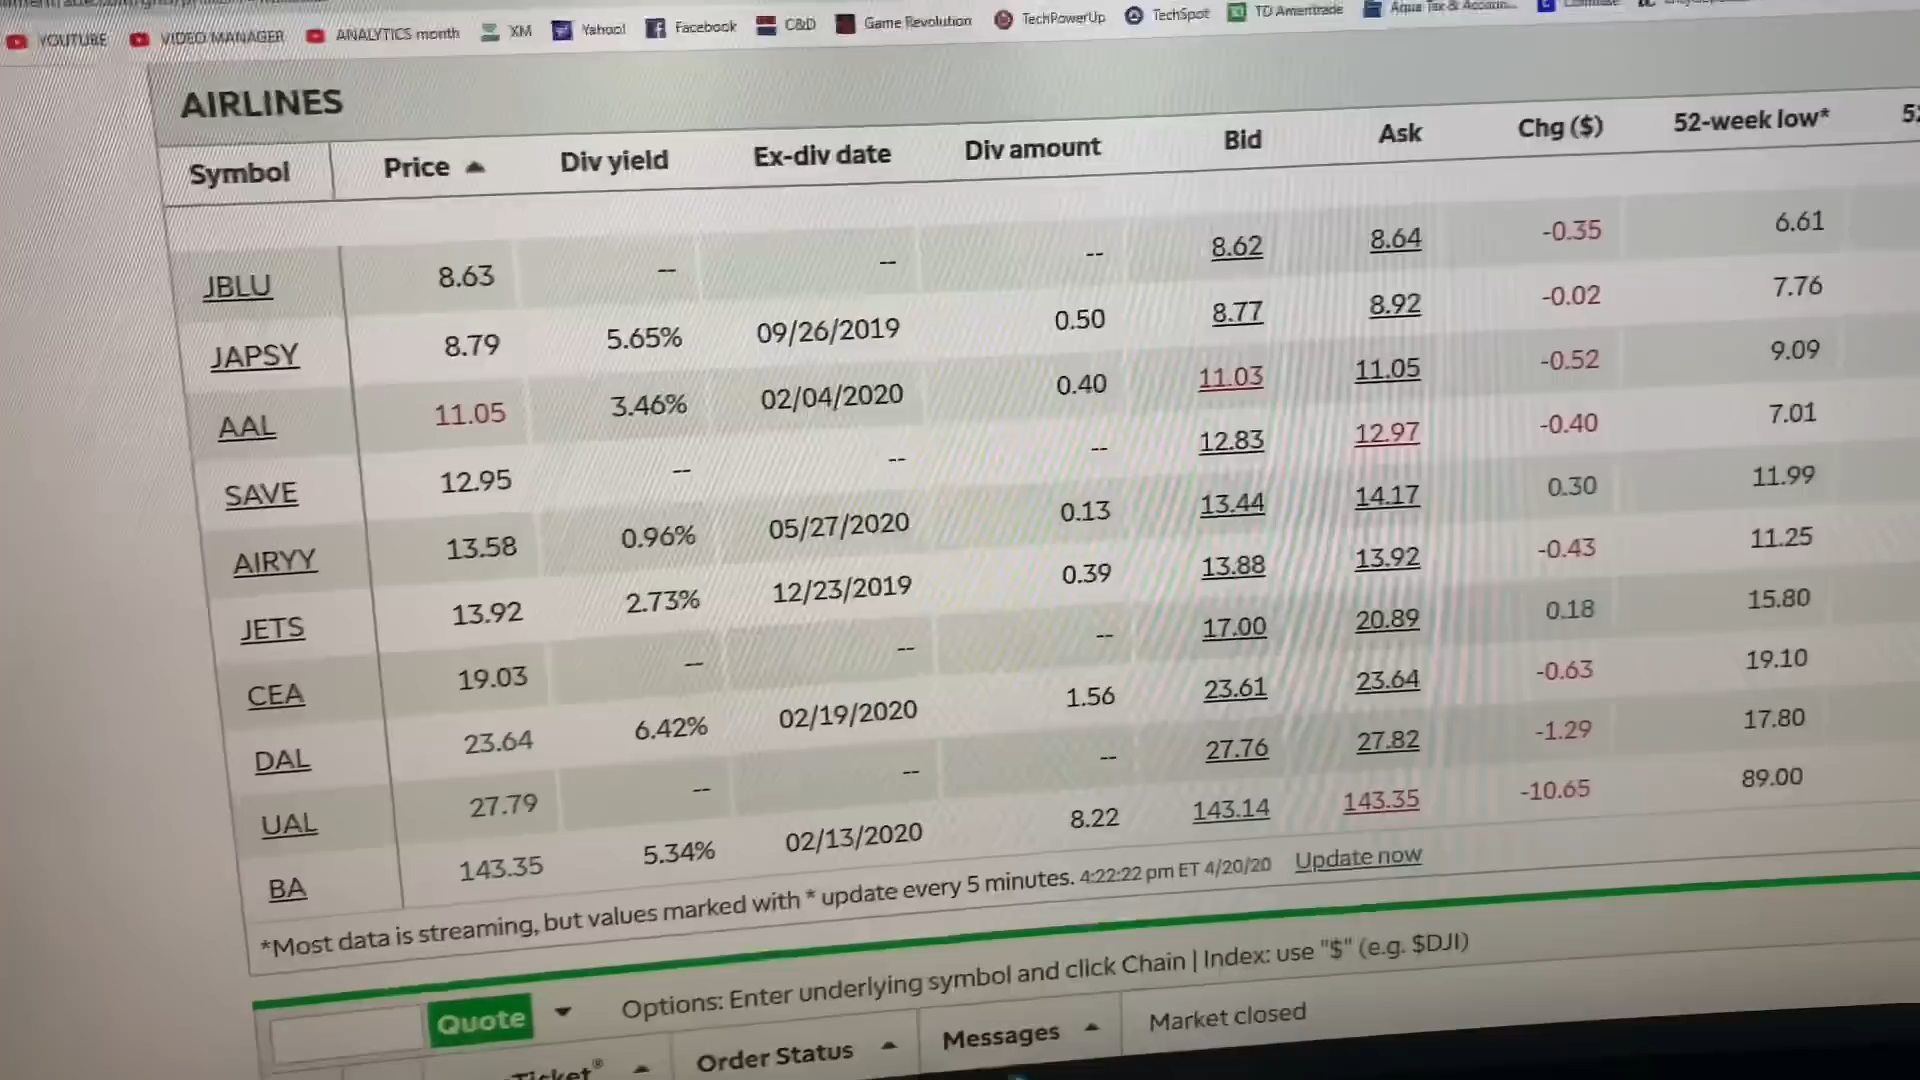 YOUTUBE VIDEO MANAGER ANALYTICS month XM Yahoo! Facebook C&D Game Revolution TechPowerUp TechSpot TD Ameritrade
AIRLINES
Symbol Price Div yield Ex-div date Div amount Bid Ask Chg ($) 52-week low*
JBLU 8.63 -- -- -- 8.62 8.64 -0.35 6.61
JAPSY 8.79 5.65% 09/26/2019 0.50 8.77 8.92 -0.02 7.76
AAL 11.05 3.46% 02/04/2020 0.40 11.03 11.05 -0.52 9.09
SAVE 12.95 -- -- -- 12.83 12.97 -0.40 7.01
AIRYY 13.58 0.96% 05/27/2020 0.13 13.44 14.17 0.30 11.99
JETS 13.92 2.73% 12/23/2019 0.39 13.88 13.92 -0.43 11.25
CEA 19.03 -- -- -- 17.00 20.89 0.18 15.80
DAL 23.64 6.42% 02/19/2020 1.56 23.61 23.64 -0.63 19.10
UAL 27.79 -- -- -- 27.76 27.82 -1.29 17.80
BA 143.35 5.34% 02/13/2020 8.22 143.14 143.35 -10.65 89.00
*Most data is streaming, but values marked with * update every 5 minutes. 4:22:22 pm ET 4/20/20 Update now
Quote Options: Enter underlying symbol and click Chain | Index: use "$" (e.g. $DJI)
Ticket® Order Status Messages Market closed